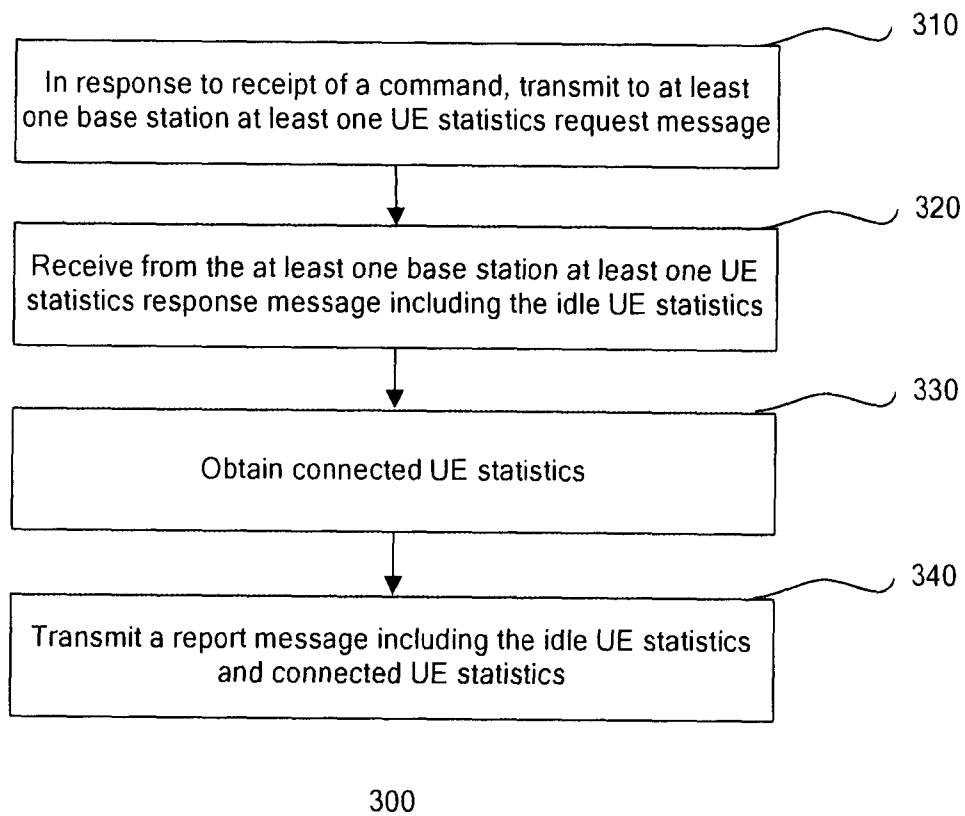 310
In response to receipt of a command, transmit to at least
one base station at least one UE statistics request message
320
Receive from the at least one base station at least one UE
statistics response message including the idle UE statistics
330
Obtain connected UE statistics
340
Transmit a report message including the idle UE statistics
and connected UE statistics
300